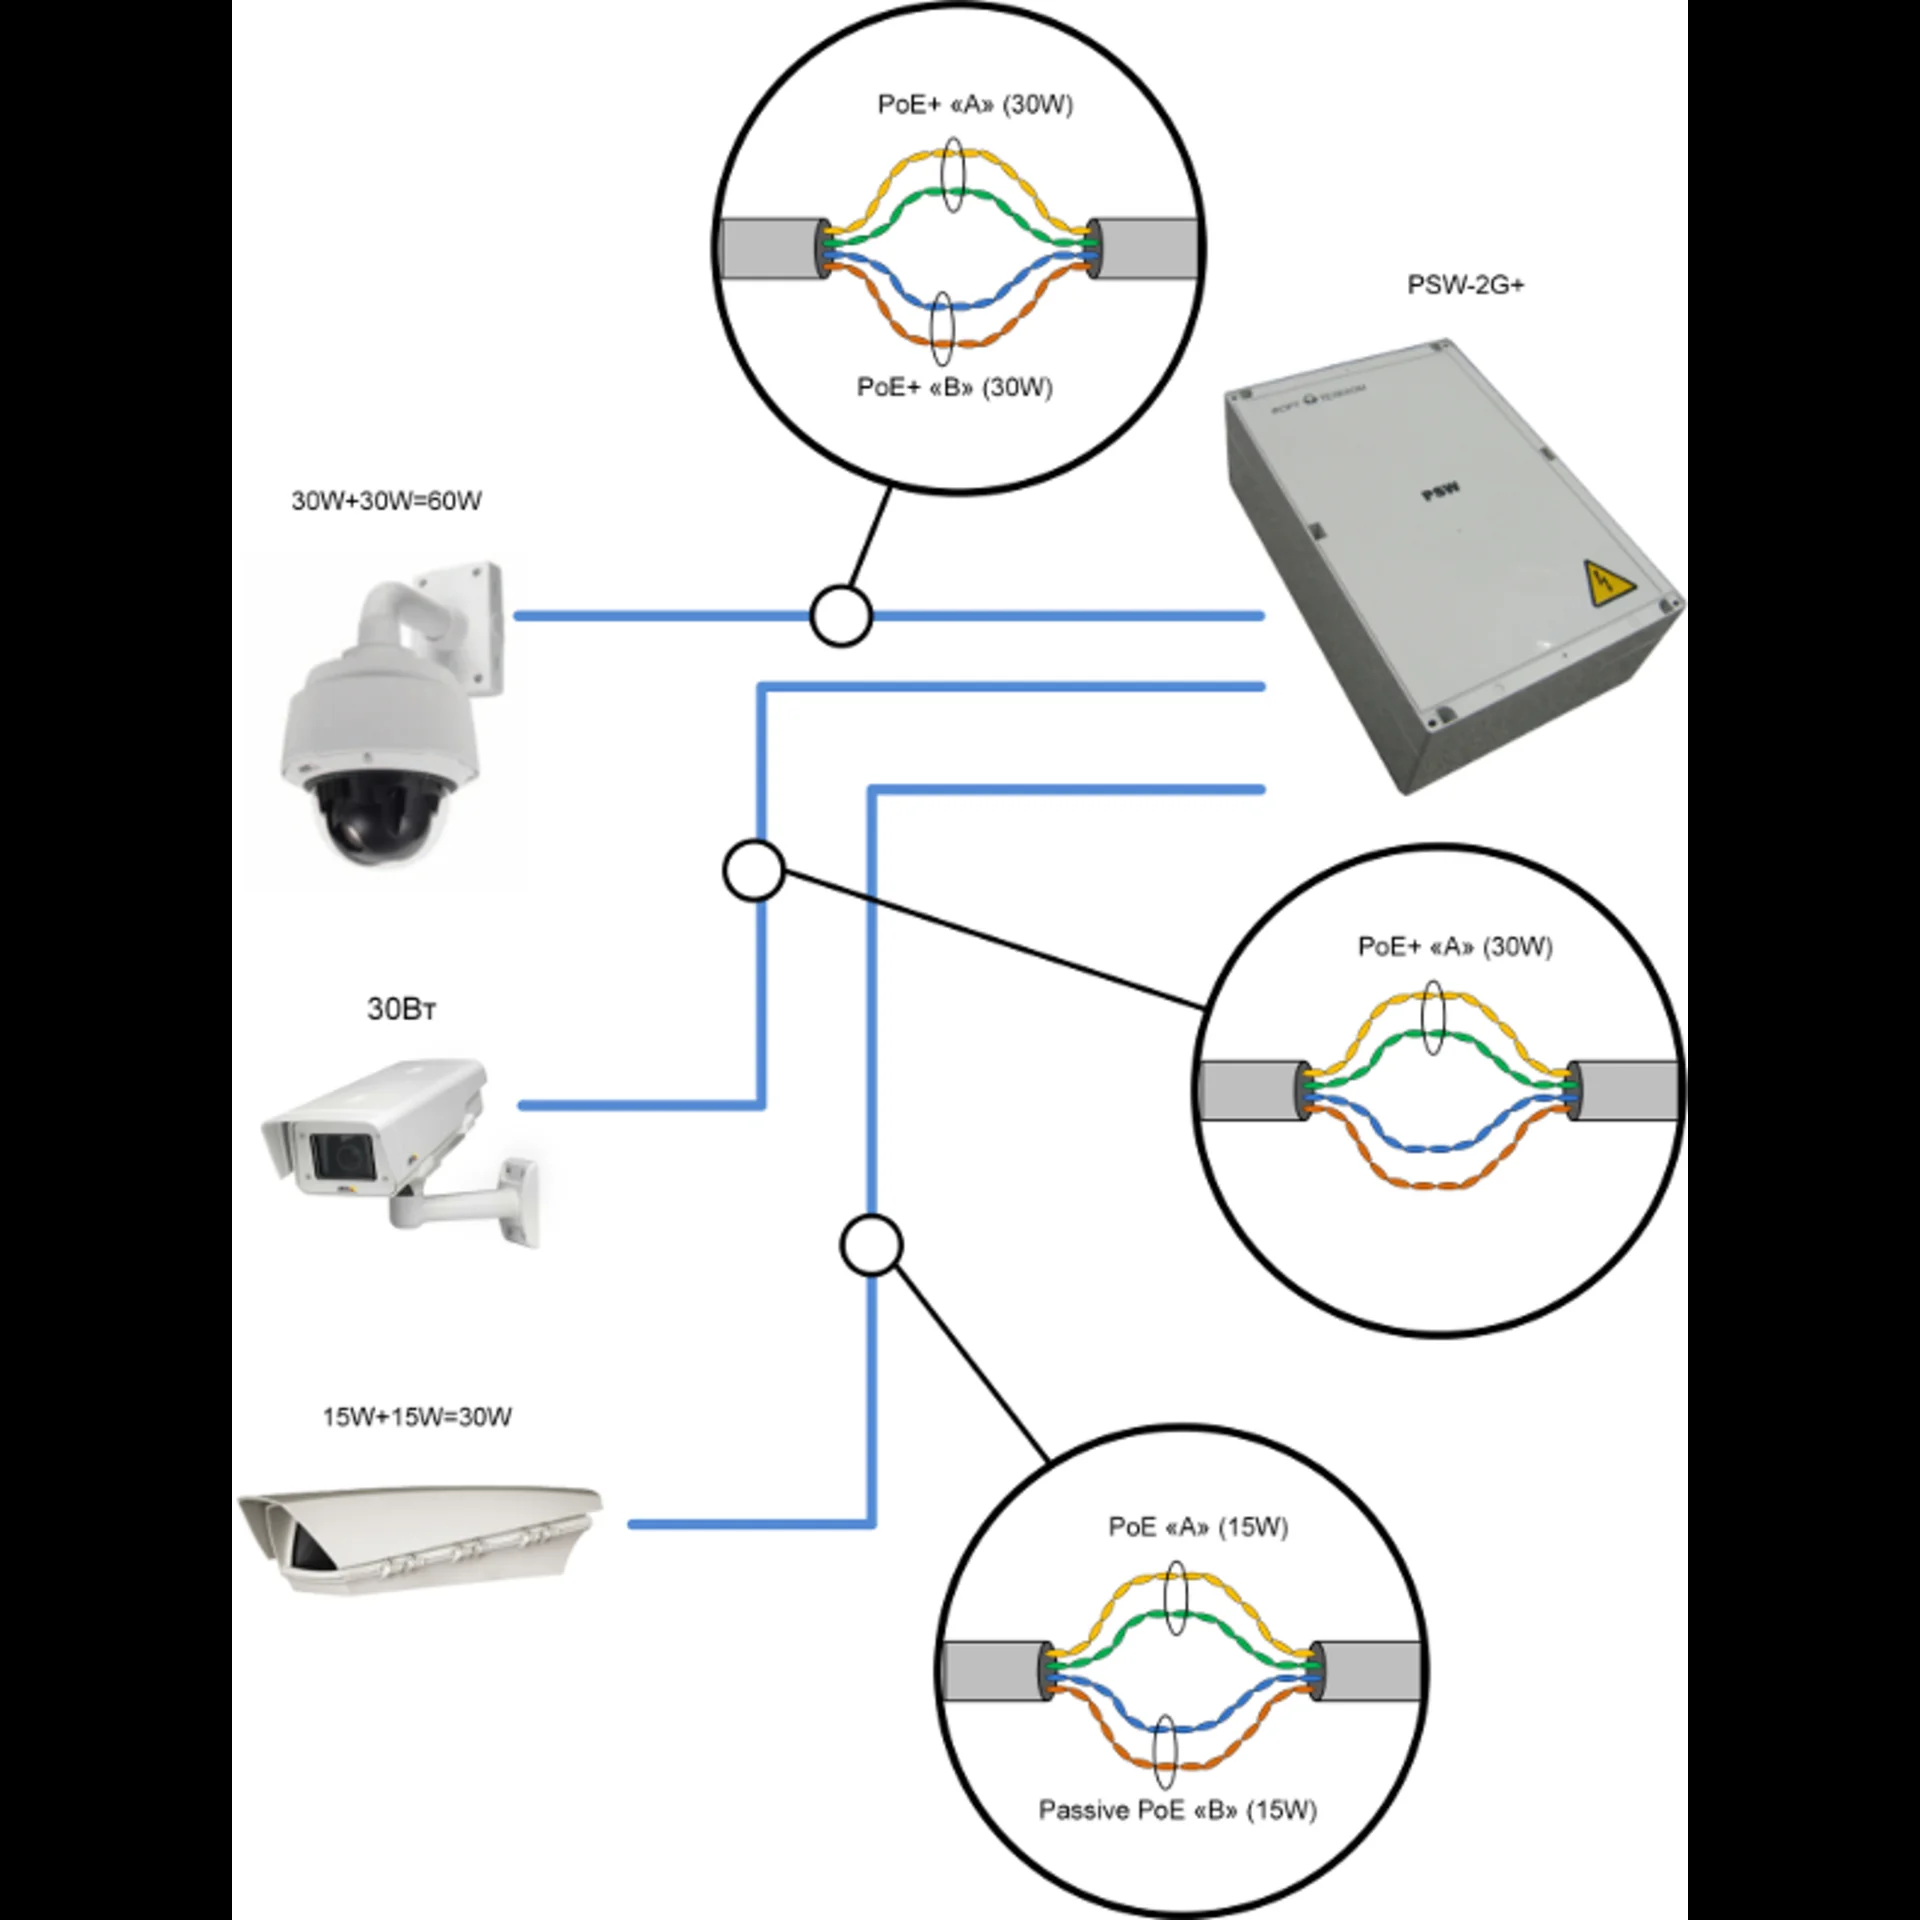 PoE+ «A» (30W)
PoE+ «B» (30W)
PSW-2G+
PSW
30W+30W=60W
PoE+ «A» (30W)
30Вт
15W+15W=30W
PoE «A» (15W)
Passive PoE «B» (15W)